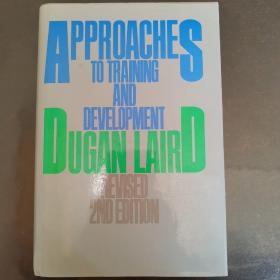 APPROACHES
TO TRAINING
AND
DEVELOPMENT
DUGAN LAIRD
REVISED
2ND EDITION